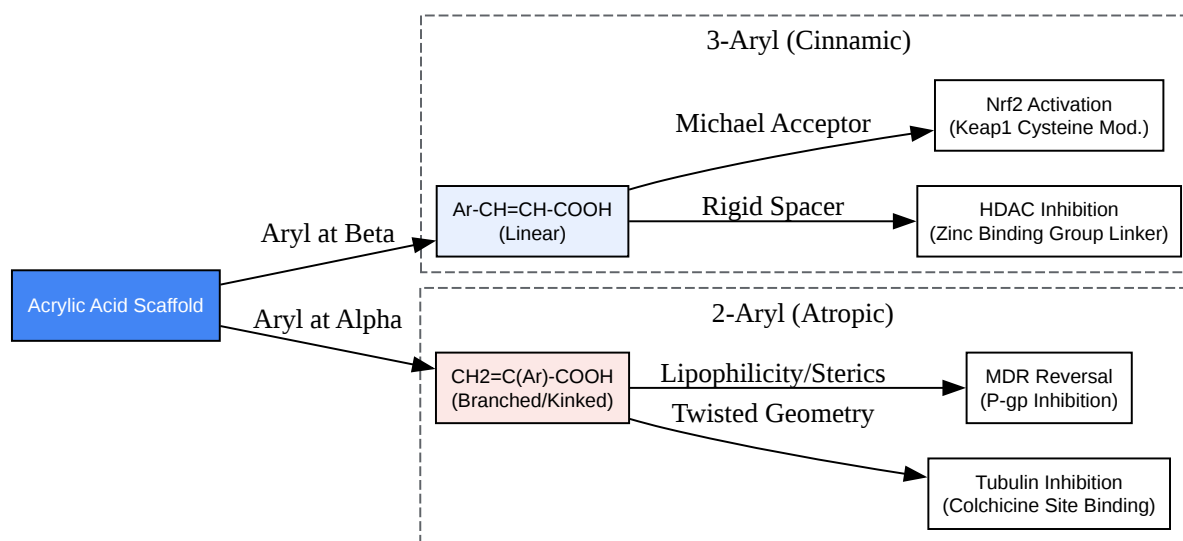 3-Aryl (Cinnamic)
Nrf2 Activation
(Keap1 Cysteine Mod.)
Michael Acceptor
Ar-CH=CH-COOH
(Linear)
Rigid Spacer
HDAC Inhibition
(Zinc Binding Group Linker)
Aryl at Beta
Acrylic Acid Scaffold
Aryl at Alpha
2-Aryl (Atropic)
CH2=C(Ar)-COOH
(Branched/Kinked)
Lipophilicity/Sterics
MDR Reversal
(P-gp Inhibition)
Twisted Geometry
Tubulin Inhibition
(Colchicine Site Binding)